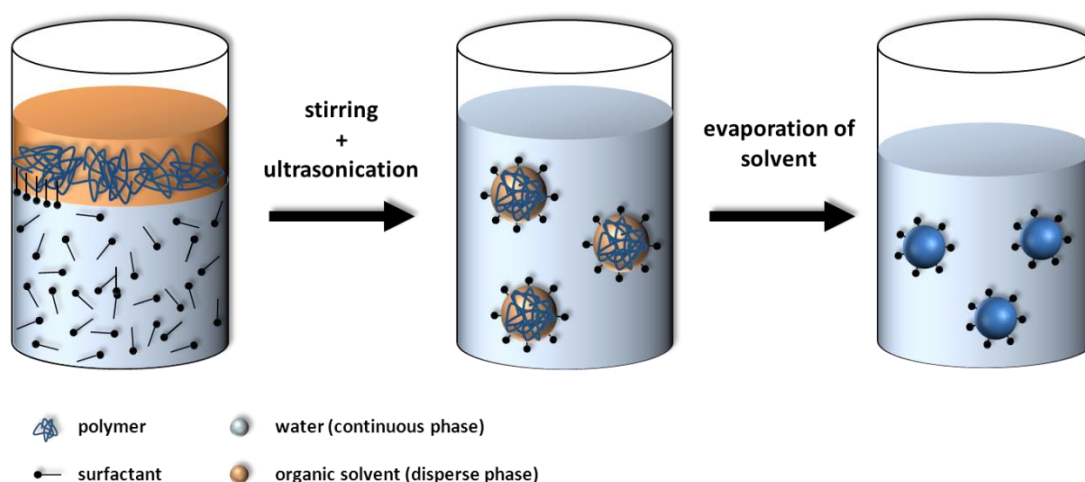 stirring
+
ultrasonication
evaporation of
solvent
polymer
water (continuous phase)
surfactant
organic solvent (disperse phase)